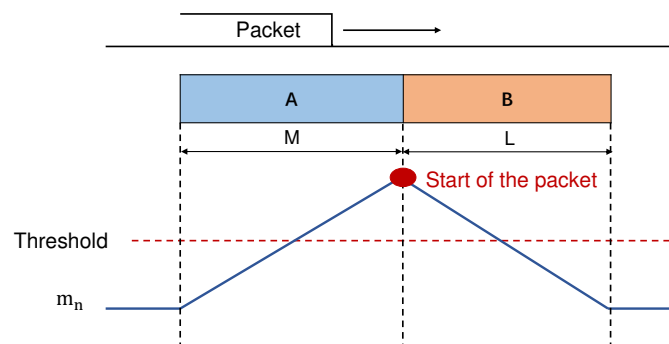 Packet
A
B
M
L
Start of the packet
Threshold
mₙ